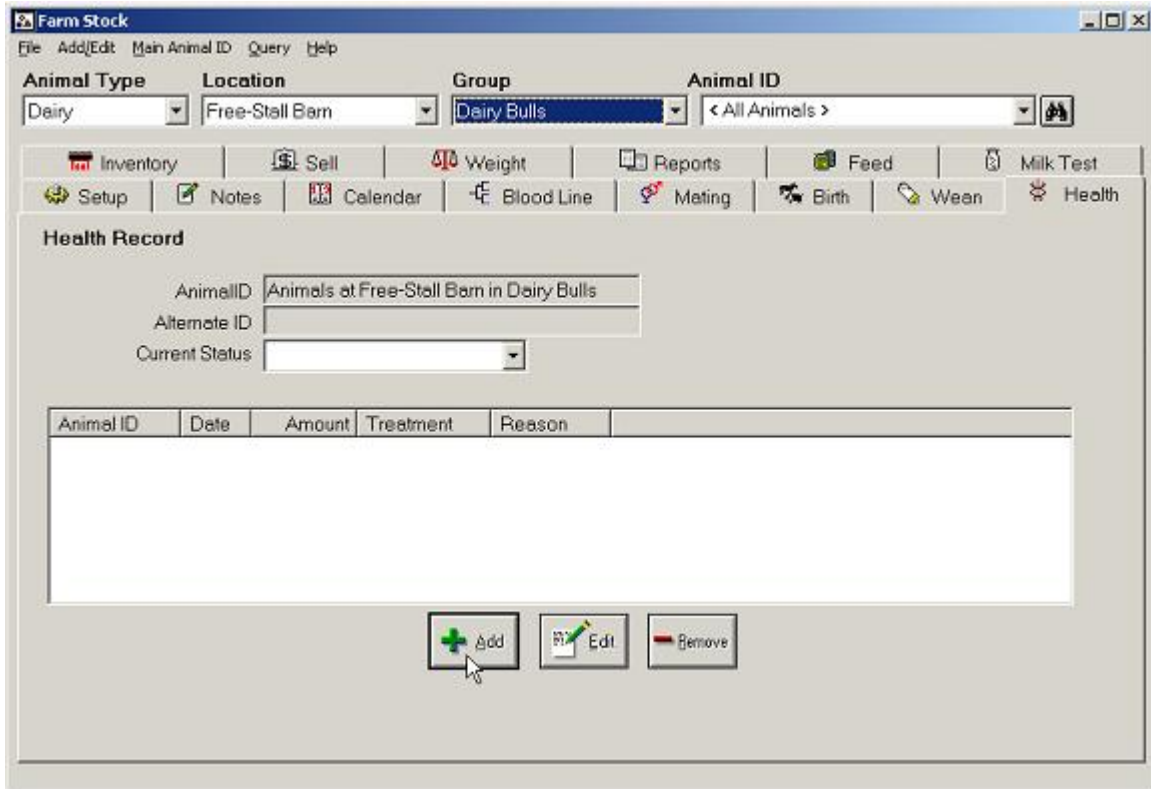 Farm Stock
File Add/Edit Main Animal ID Query Help
Animal Type Location Group Animal ID
Dairy Free-Stall Barn Dairy Bulls < All Animals >
Inventory Sell Weight Reports Feed Milk Test
Setup Notes Calendar Blood Line Mating Birth Wean Health
Health Record
AnimalID Animals at Free-Stall Barn in Dairy Bulls
Alternate ID
Current Status
Animal ID Date Amount Treatment Reason
Add Edit Remove